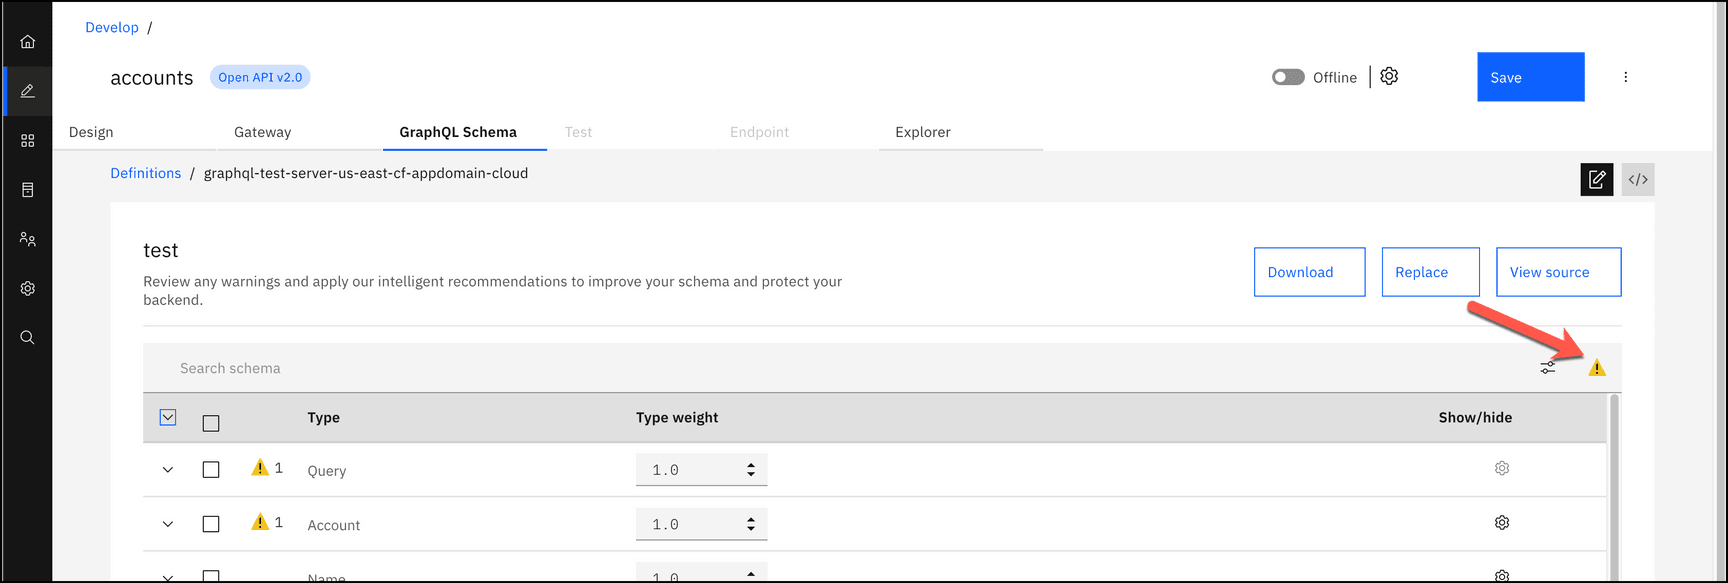 Develop /
accounts Open API v2.0 Offline Save
Design Gateway GraphQL Schema Test Endpoint Explorer
Definitions / graphql-test-server-us-east-cf-appdomain-cloud </>
test
Review any warnings and apply our intelligent recommendations to improve your schema and protect your
backend.
Download Replace View source
Search schema
Type Type weight Show/hide
1 Query 1.0
1 Account 1.0
Name 1.0